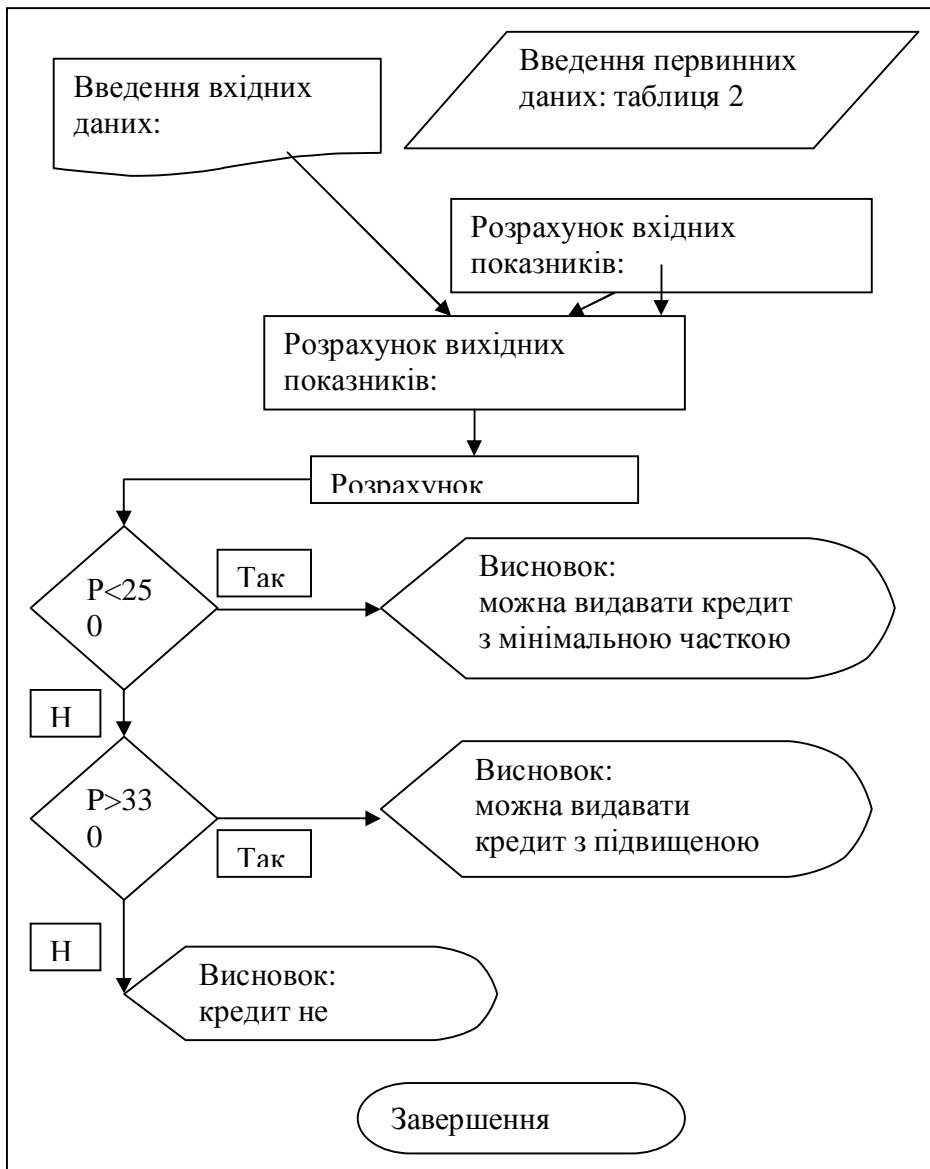 Введення вхідних
даних:
Введення первинних
даних: таблиця 2
Розрахунок вхідних
показників:
Розрахунок вихідних
показників:
Розрахунок
P<25
0
Так
Висновок:
можна видавати кредит
з мінімальною часткою
Н
P>33
0
Так
Висновок:
можна видавати
кредит з підвищеною
Н
Висновок:
кредит не
Завершення